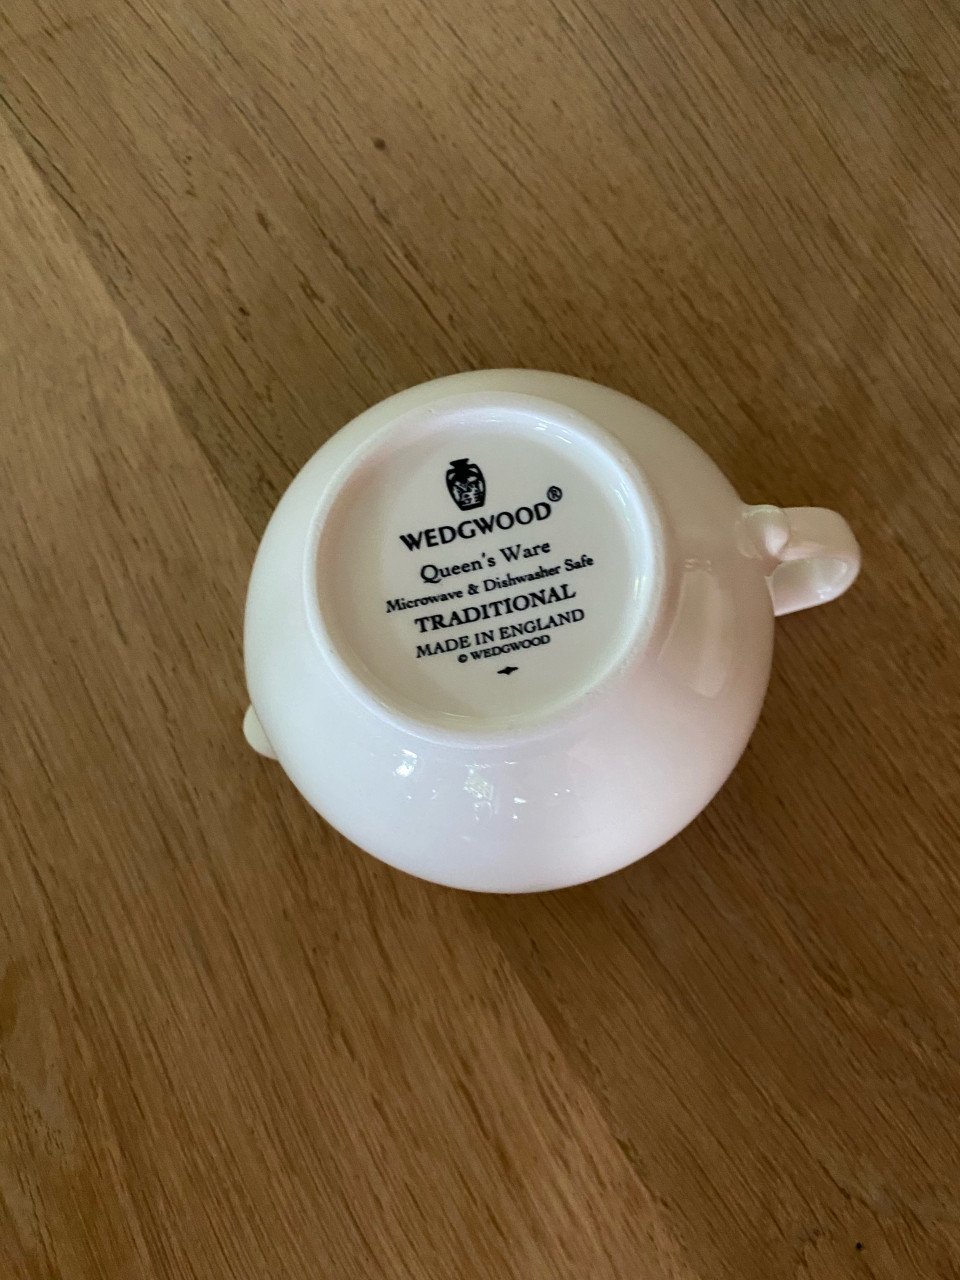 WEDGWOOD®
Queen's Ware
Microwave & Dishwasher Safe
TRADITIONAL
MADE IN ENGLAND
© WEDGWOOD